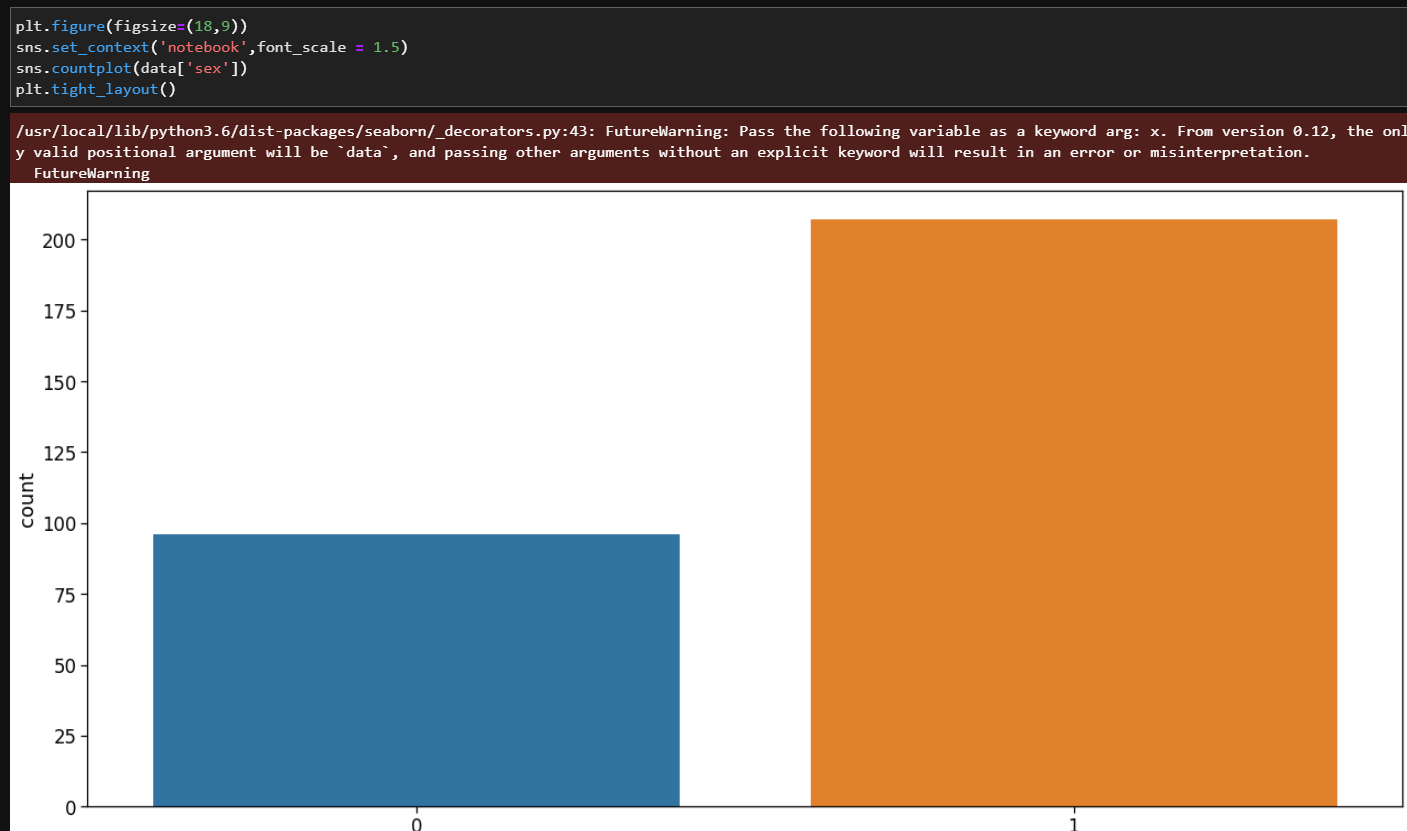 plt.figure(figsize=(18,9))
sns.set_context('notebook',font_scale = 1.5)
sns.countplot(data['sex'])
plt.tight_layout()
/usr/local/lib/python3.6/dist-packages/seaborn/_decorators.py:43: FutureWarning: Pass the following variable as a keyword arg: x. From version 0.12, the onl
y valid positional argument will be `data`, and passing other arguments without an explicit keyword will result in an error or misinterpretation.
  FutureWarning
200
175
150
125
count
100
75
50
25
0
0 1